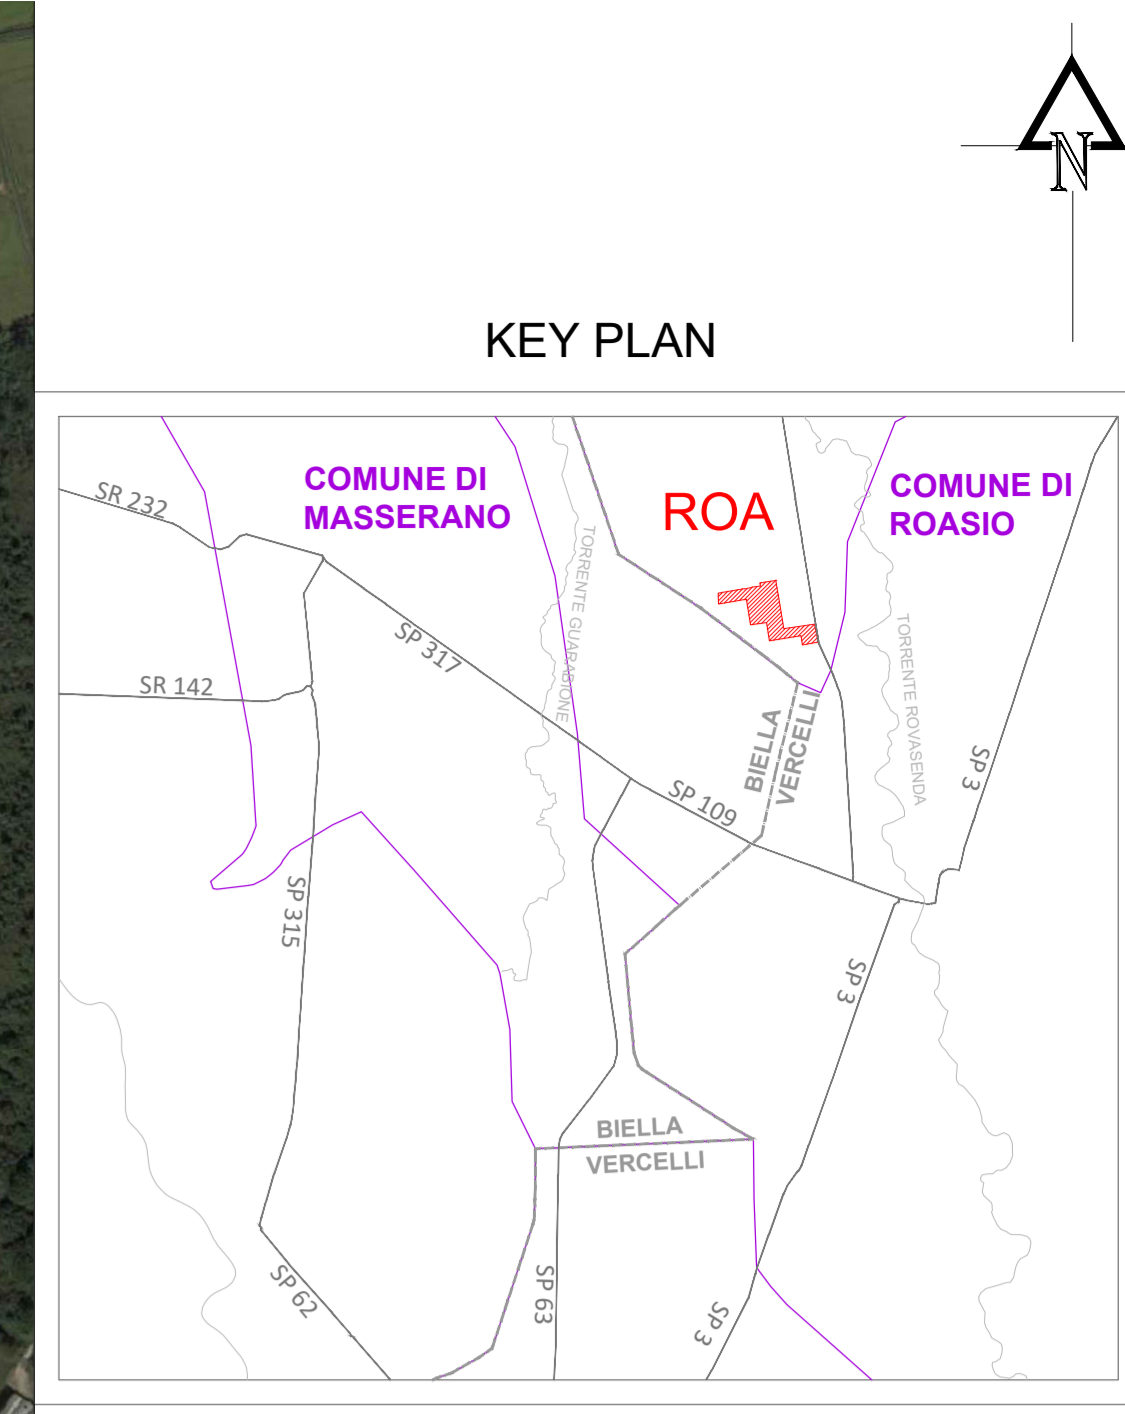 N
KEY PLAN
COMUNE DI
MASSERANO
ROA
COMUNE DI
ROASIO
SR 232
TORRENTE GUARABIONE
SP 317
TORRENTE ROVASENDA
SR 142
BIELLA
VERCELLI
SP 3
SP 109
SP 315
SP 3
BIELLA
VERCELLI
SP 62
SP 63
SP 3